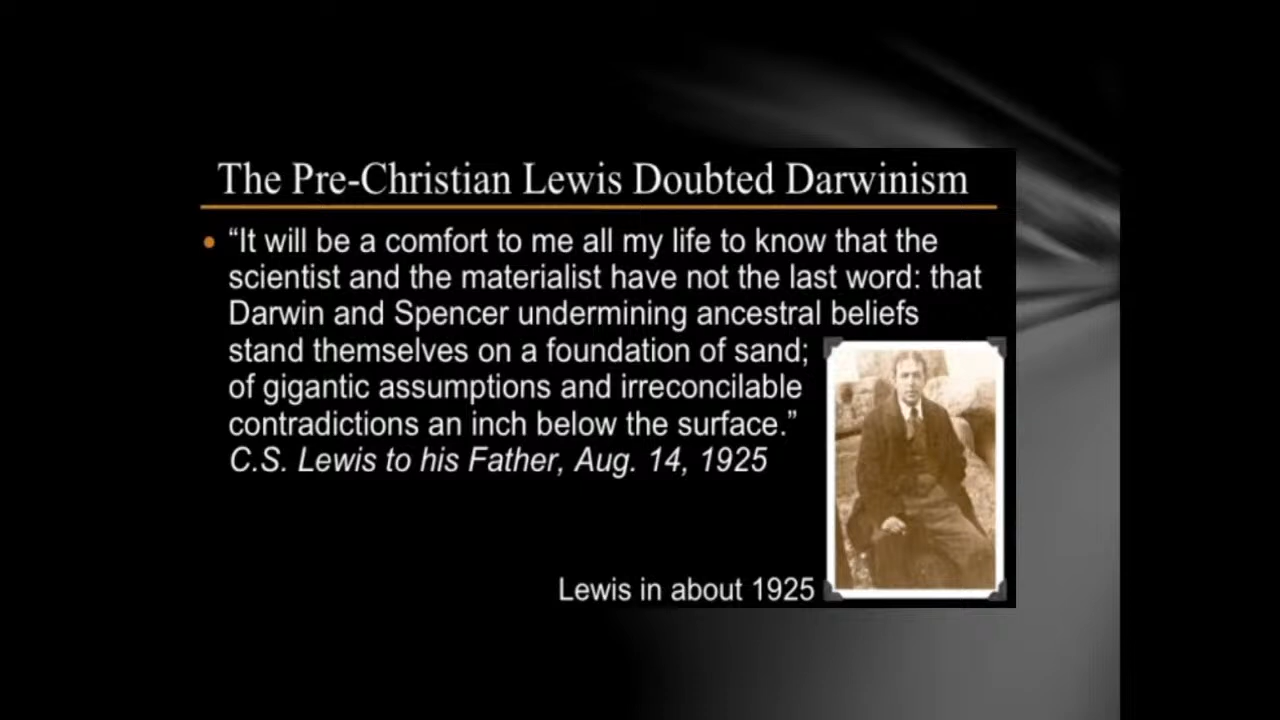 The Pre-Christian Lewis Doubted Darwinism
• “It will be a comfort to me all my life to know that the
scientist and the materialist have not the last word: that
Darwin and Spencer undermining ancestral beliefs
stand themselves on a foundation of sand;
of gigantic assumptions and irreconcilable
contradictions an inch below the surface.”
C.S. Lewis to his Father, Aug. 14, 1925
Lewis in about 1925